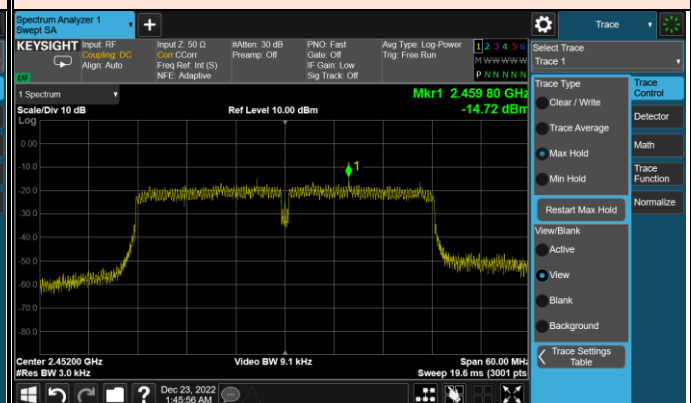 Spectrum Analyzer 1
Swept SA
+
Trace
KEYSIGHT
Input: RF
Coupling: DC
Align: Auto
Input Z: 50 Ω
Corr CCorr
Freq Ref: Int (S)
NFE: Adaptive
#Atten: 30 dB
Preamp: Off
PNO: Fast
Gate: Off
IF Gain: Low
Sig Track: Off
Avg Type: Log-Power
Trig: Free Run
1 2 3 4 5 6
M W W W W W
P N N N N N
LXI
Select Trace
Trace 1
1 Spectrum
Scale/Div 10 dB
Ref Level 10.00 dBm
Mkr1 2.459 80 GHz
-14.72 dBm
Log
0.00
-10.0
-20.0
-30.0
-40.0
-50.0
-60.0
-70.0
-80.0
1
Center 2.45200 GHz
#Res BW 3.0 kHz
Video BW 9.1 kHz
Span 60.00 MHz
Sweep 19.6 ms (3001 pts
Trace Type
Clear / Write
Trace Average
Max Hold
Min Hold
Restart Max Hold
View/Blank
Active
View
Blank
Background
Trace Settings
Table
Trace
Control
Detector
Math
Trace
Function
Normalize
?
Dec 23, 2022
1:45:56 AM